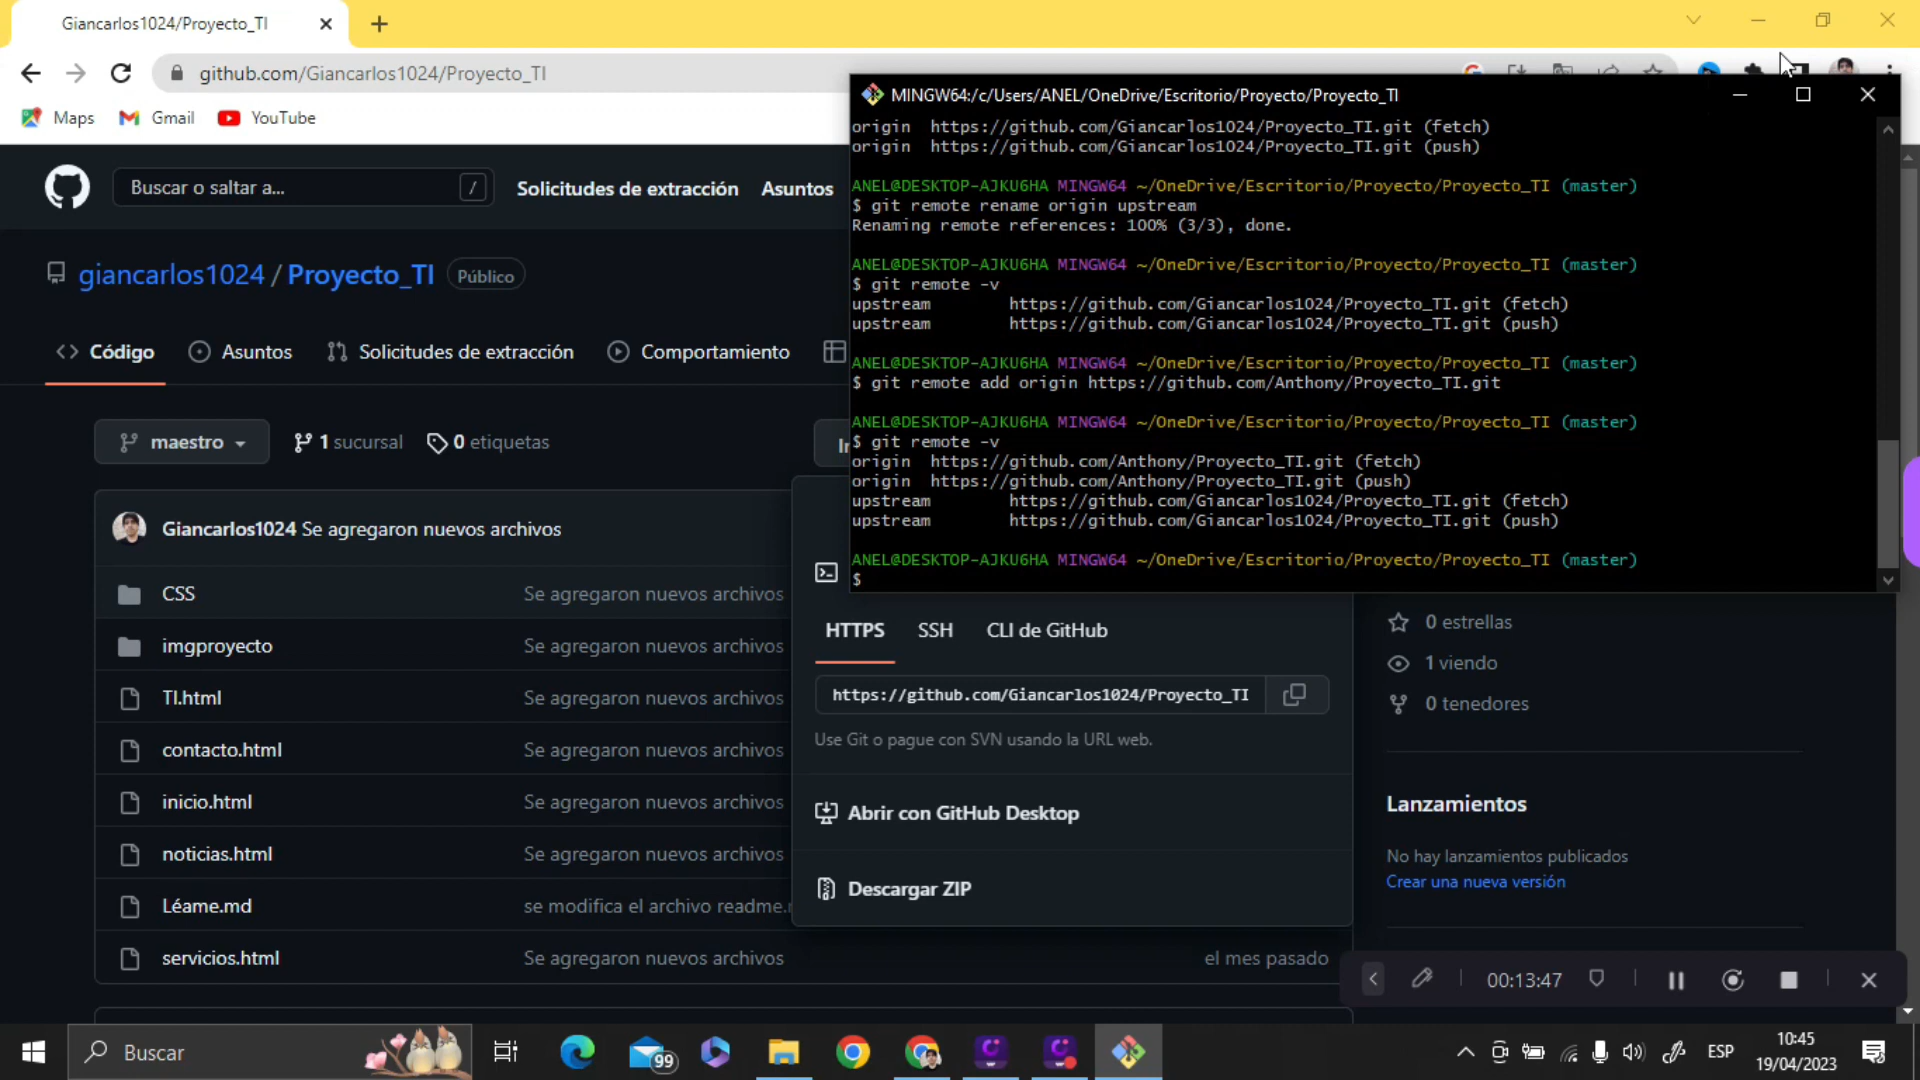 Giancarlos1024/Proyecto_TI
github.com/Giancarlos1024/Proyecto_TI
Maps
Gmail
YouTube
Buscar o saltar a...
/
Solicitudes de extracción
Asuntos
giancarlos1024 / Proyecto_TI
Público
Código
Asuntos
Solicitudes de extracción
Comportamiento
maestro
1 sucursal
0 etiquetas
Giancarlos1024 Se agregaron nuevos archivos
CSS
Se agregaron nuevos archivos
imgproyecto
Se agregaron nuevos archivos
TI.html
Se agregaron nuevos archivos
contacto.html
Se agregaron nuevos archivos
inicio.html
Se agregaron nuevos archivos
noticias.html
Se agregaron nuevos archivos
Léame.md
se modifica el archivo readme.
servicios.html
Se agregaron nuevos archivos
el mes pasado
MINGW64:/c/Users/ANEL/OneDrive/Escritorio/Proyecto/Proyecto_TI
origin  https://github.com/Giancarlos1024/Proyecto_TI.git (fetch)
origin  https://github.com/Giancarlos1024/Proyecto_TI.git (push)
ANEL@DESKTOP-AJKU6HA MINGW64 ~/OneDrive/Escritorio/Proyecto/Proyecto_TI (master)
$ git remote rename origin upstream
Renaming remote references: 100% (3/3), done.
ANEL@DESKTOP-AJKU6HA MINGW64 ~/OneDrive/Escritorio/Proyecto/Proyecto_TI (master)
$ git remote -v
upstream        https://github.com/Giancarlos1024/Proyecto_TI.git (fetch)
upstream        https://github.com/Giancarlos1024/Proyecto_TI.git (push)
ANEL@DESKTOP-AJKU6HA MINGW64 ~/OneDrive/Escritorio/Proyecto/Proyecto_TI (master)
$ git remote add origin https://github.com/Anthony/Proyecto_TI.git
ANEL@DESKTOP-AJKU6HA MINGW64 ~/OneDrive/Escritorio/Proyecto/Proyecto_TI (master)
$ git remote -v
origin  https://github.com/Anthony/Proyecto_TI.git (fetch)
origin  https://github.com/Anthony/Proyecto_TI.git (push)
upstream        https://github.com/Giancarlos1024/Proyecto_TI.git (fetch)
upstream        https://github.com/Giancarlos1024/Proyecto_TI.git (push)
ANEL@DESKTOP-AJKU6HA MINGW64 ~/OneDrive/Escritorio/Proyecto/Proyecto_TI (master)
$
HTTPS
SSH
CLI de GitHub
https://github.com/Giancarlos1024/Proyecto_TI
Use Git o pague con SVN usando la URL web.
Abrir con GitHub Desktop
Descargar ZIP
0 estrellas
1 viendo
0 tenedores
Lanzamientos
No hay lanzamientos publicados
Crear una nueva versión
00:13:47
Buscar
99
ESP
10:45
19/04/2023